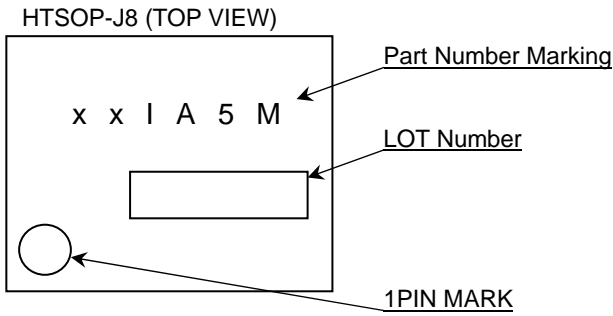 HTSOP-J8 (TOP VIEW)
Part Number Marking
x x I A 5 M
LOT Number
1PIN MARK